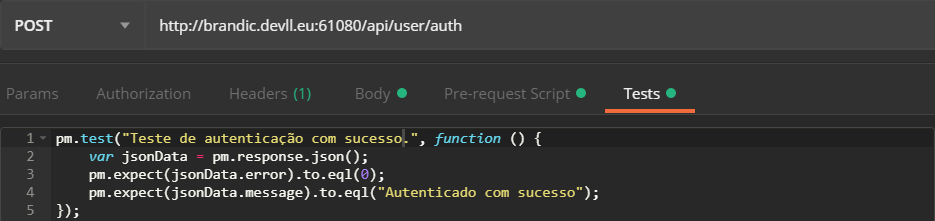 POST http://brandic.devll.eu:61080/api/user/auth
Params Authorization Headers (1) Body Pre-request Script Tests
1 pm.test("Teste de autenticação com sucesso.", function () {
2 var jsonData = pm.response.json();
3 pm.expect(jsonData.error).to.eql(0);
4 pm.expect(jsonData.message).to.eql("Autenticado com sucesso");
5 });